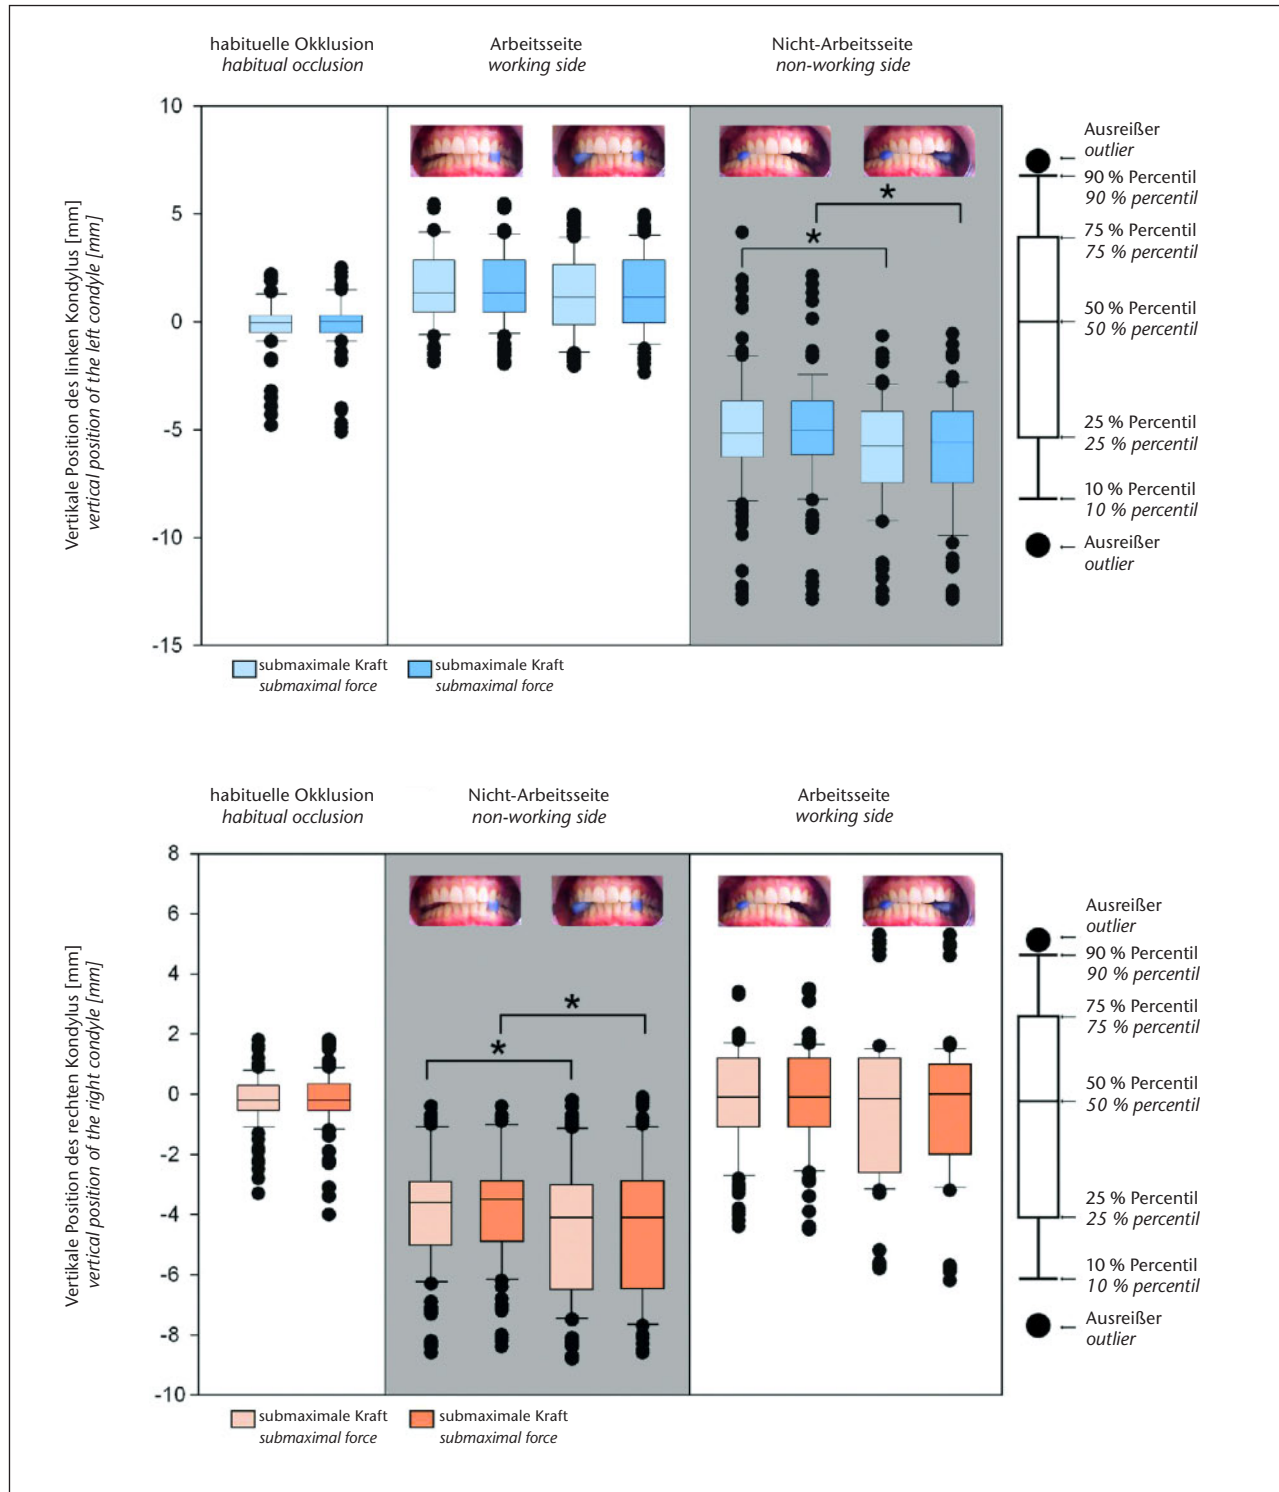 habituelle Okklusion
habitual occlusion
Arbeitsseite
working side
Nicht-Arbeitsseite
non-working side
Vertikale Position des linken Kondylus [mm]
vertical position of the left condyle [mm]
10
5
0
-5
-10
-15
*
*
Ausreißer
outlier
90 % Percentil
90 % percentil
75 % Percentil
75 % percentil
50 % Percentil
50 % percentil
25 % Percentil
25 % percentil
10 % Percentil
10 % percentil
Ausreißer
outlier
submaximale Kraft
submaximal force
submaximale Kraft
submaximal force
habituelle Okklusion
habitual occlusion
Nicht-Arbeitsseite
non-working side
Arbeitsseite
working side
Vertikale Position des rechten Kondylus [mm]
vertical position of the right condyle [mm]
8
6
4
2
0
-2
-4
-6
-8
-10
*
*
Ausreißer
outlier
90 % Percentil
90 % percentil
75 % Percentil
75 % percentil
50 % Percentil
50 % percentil
25 % Percentil
25 % percentil
10 % Percentil
10 % percentil
Ausreißer
outlier
submaximale Kraft
submaximal force
submaximale Kraft
submaximal force